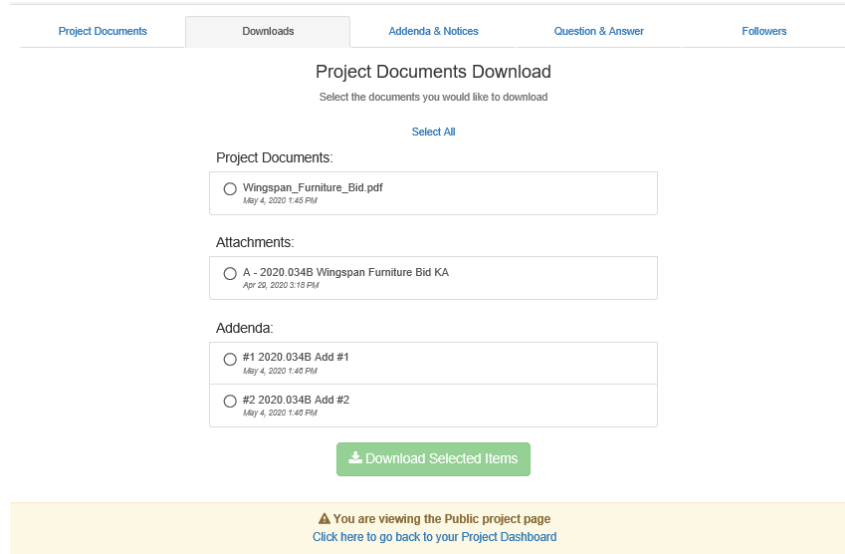 Project Documents Downloads Addenda & Notices Question & Answer Followers
Project Documents Download
Select the documents you would like to download
Select All
Project Documents:
Wingspan_Furniture_Bid.pdf
May 4, 2020 1:45 PM
Attachments:
A - 2020.034B Wingspan Furniture Bid KA
Apr 29, 2020 3:18 PM
Addenda:
#1 2020.034B Add #1
May 4, 2020 1:46 PM
#2 2020.034B Add #2
May 4, 2020 1:46 PM
Download Selected Items
You are viewing the Public project page
Click here to go back to your Project Dashboard